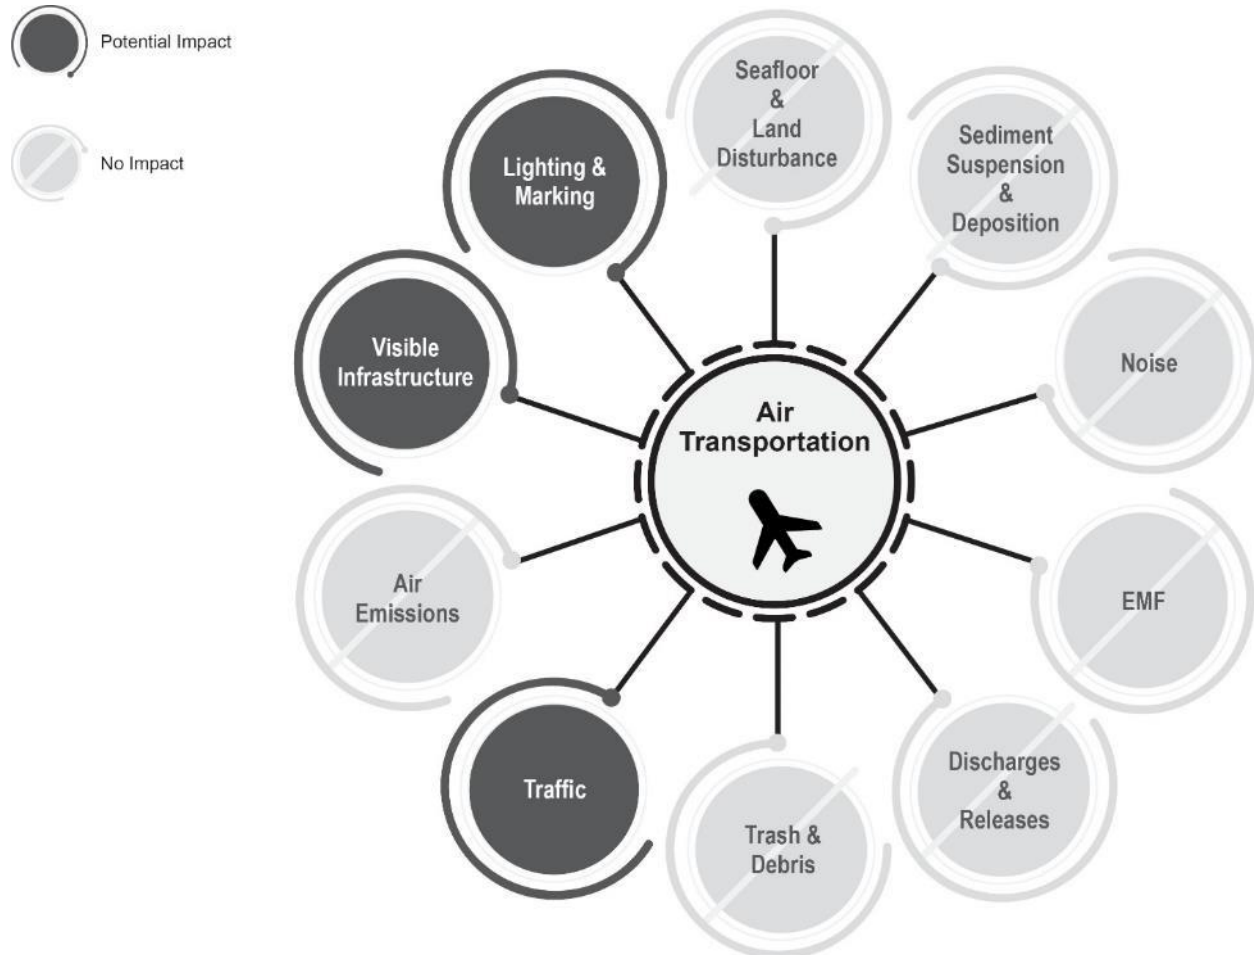 Potential Impact
No Impact
Seafloor
&
Land
Disturbance
Sediment
Suspension
&
Deposition
Noise
EMF
Discharges
&
Releases
Trash &
Debris
Traffic
Air
Emissions
Visible
Infrastructure
Lighting &
Marking
Air
Transportation